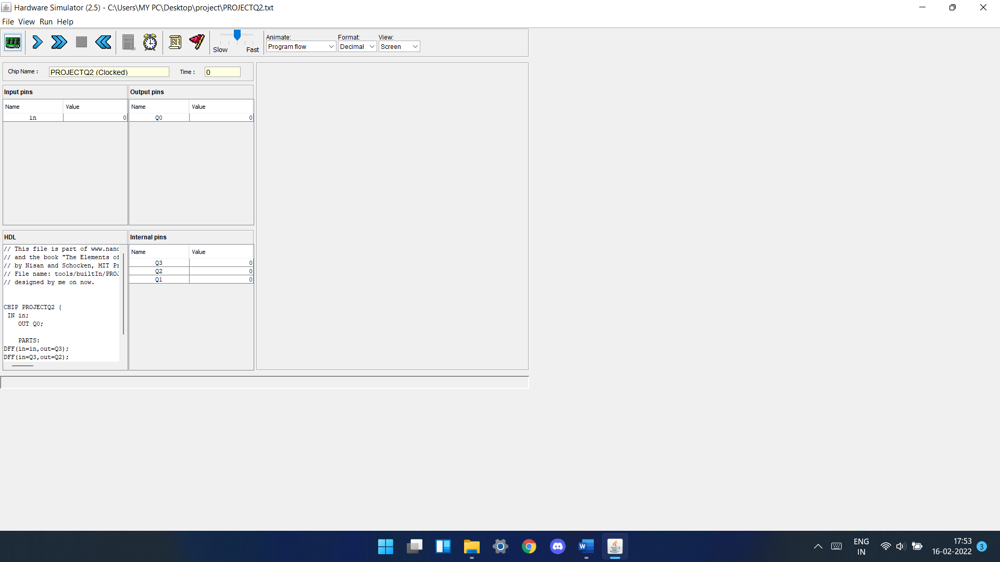 Hardware Simulator (2.5) - C:\Users\MY PC\Desktop\project\PROJECTQ2.txt
File View Run Help
Slow Fast
Animate: Format: View:
Program flow Decimal Screen
Chip Name : PROJECTQ2 (Clocked) Time : 0
Input pins Output pins
Name Value Name Value
in 0 Q0 0
HDL Internal pins
Name Value
Q3 0
Q2 0
Q1 0
// This file is part of www.nand
// and the book "The Elements of
// by Nisan and Schocken, MIT Pr
// File name: tools/builtIn/PROJ
// designed by me on now.
CHIP PROJECTQ2 {
IN in;
OUT Q0;
PARTS:
DFF(in=in,out=Q3);
DFF(in=Q3,out=Q2);
W
ENG
IN
17:53
16-02-2022
3